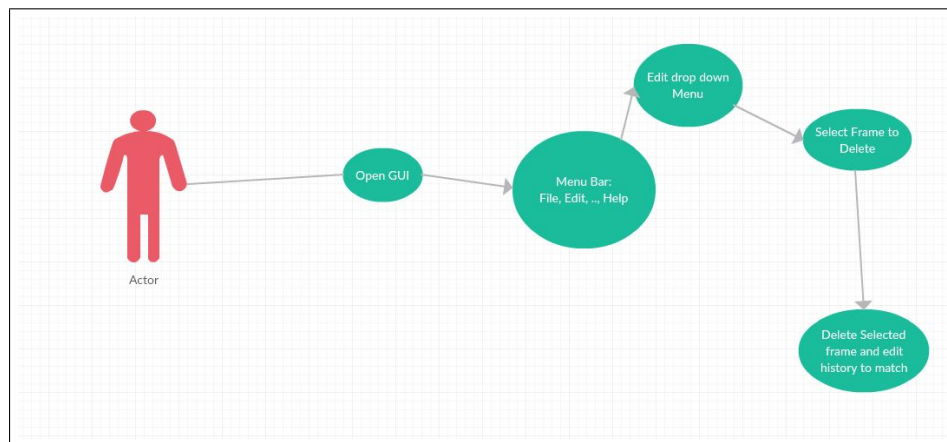 Actor
Open GUI
Menu Bar:
File, Edit, .., Help
Edit drop down
Menu
Select Frame to
Delete
Delete Selected
frame and edit
history to match